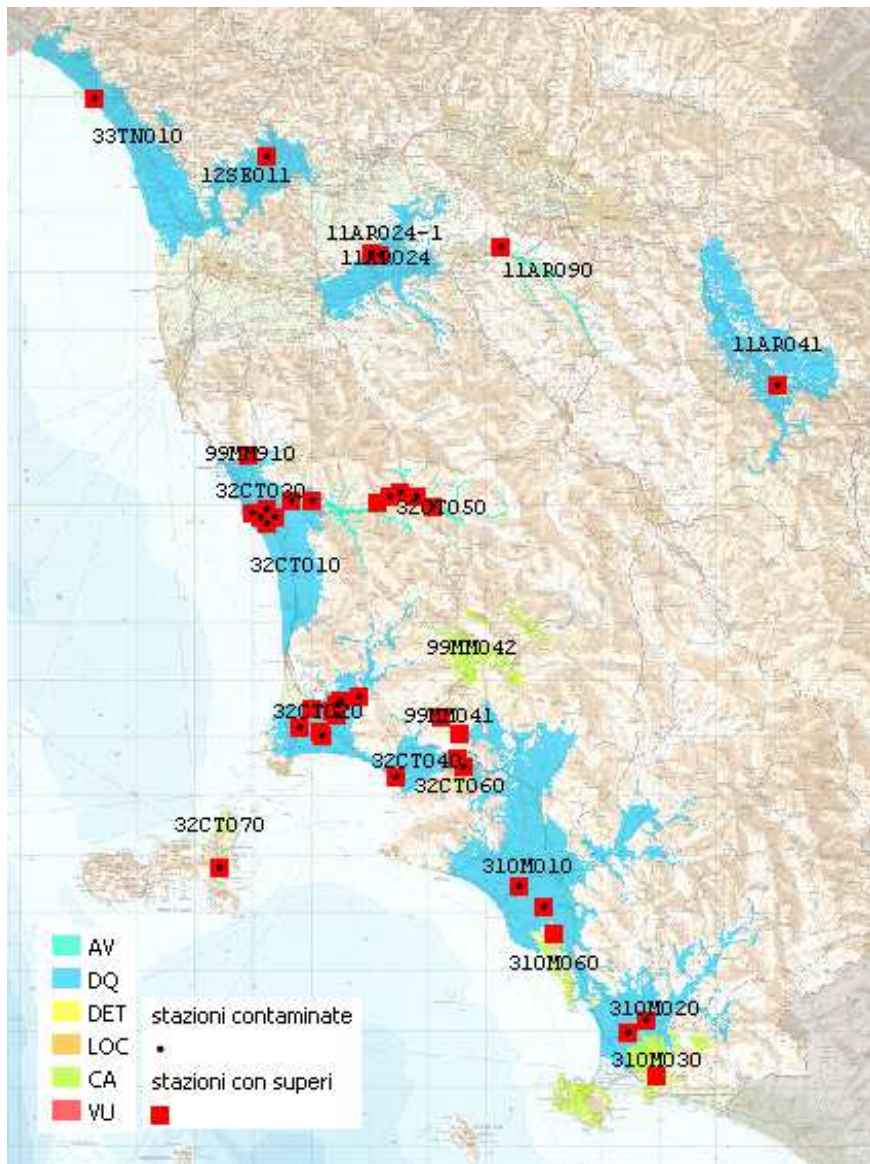 33TN010
12SE011
11AR024-1
11AR024
11AR090
11AR041
99MM910
32CT030
32CT050
32CT010
99MM042
32CT020
99MM041
32CT040
32CT060
32CT070
31OM010
31OM060
31OM020
31OM030
AV
DQ
DET
LOC
CA
VU
stazioni contaminate
stazioni con superi